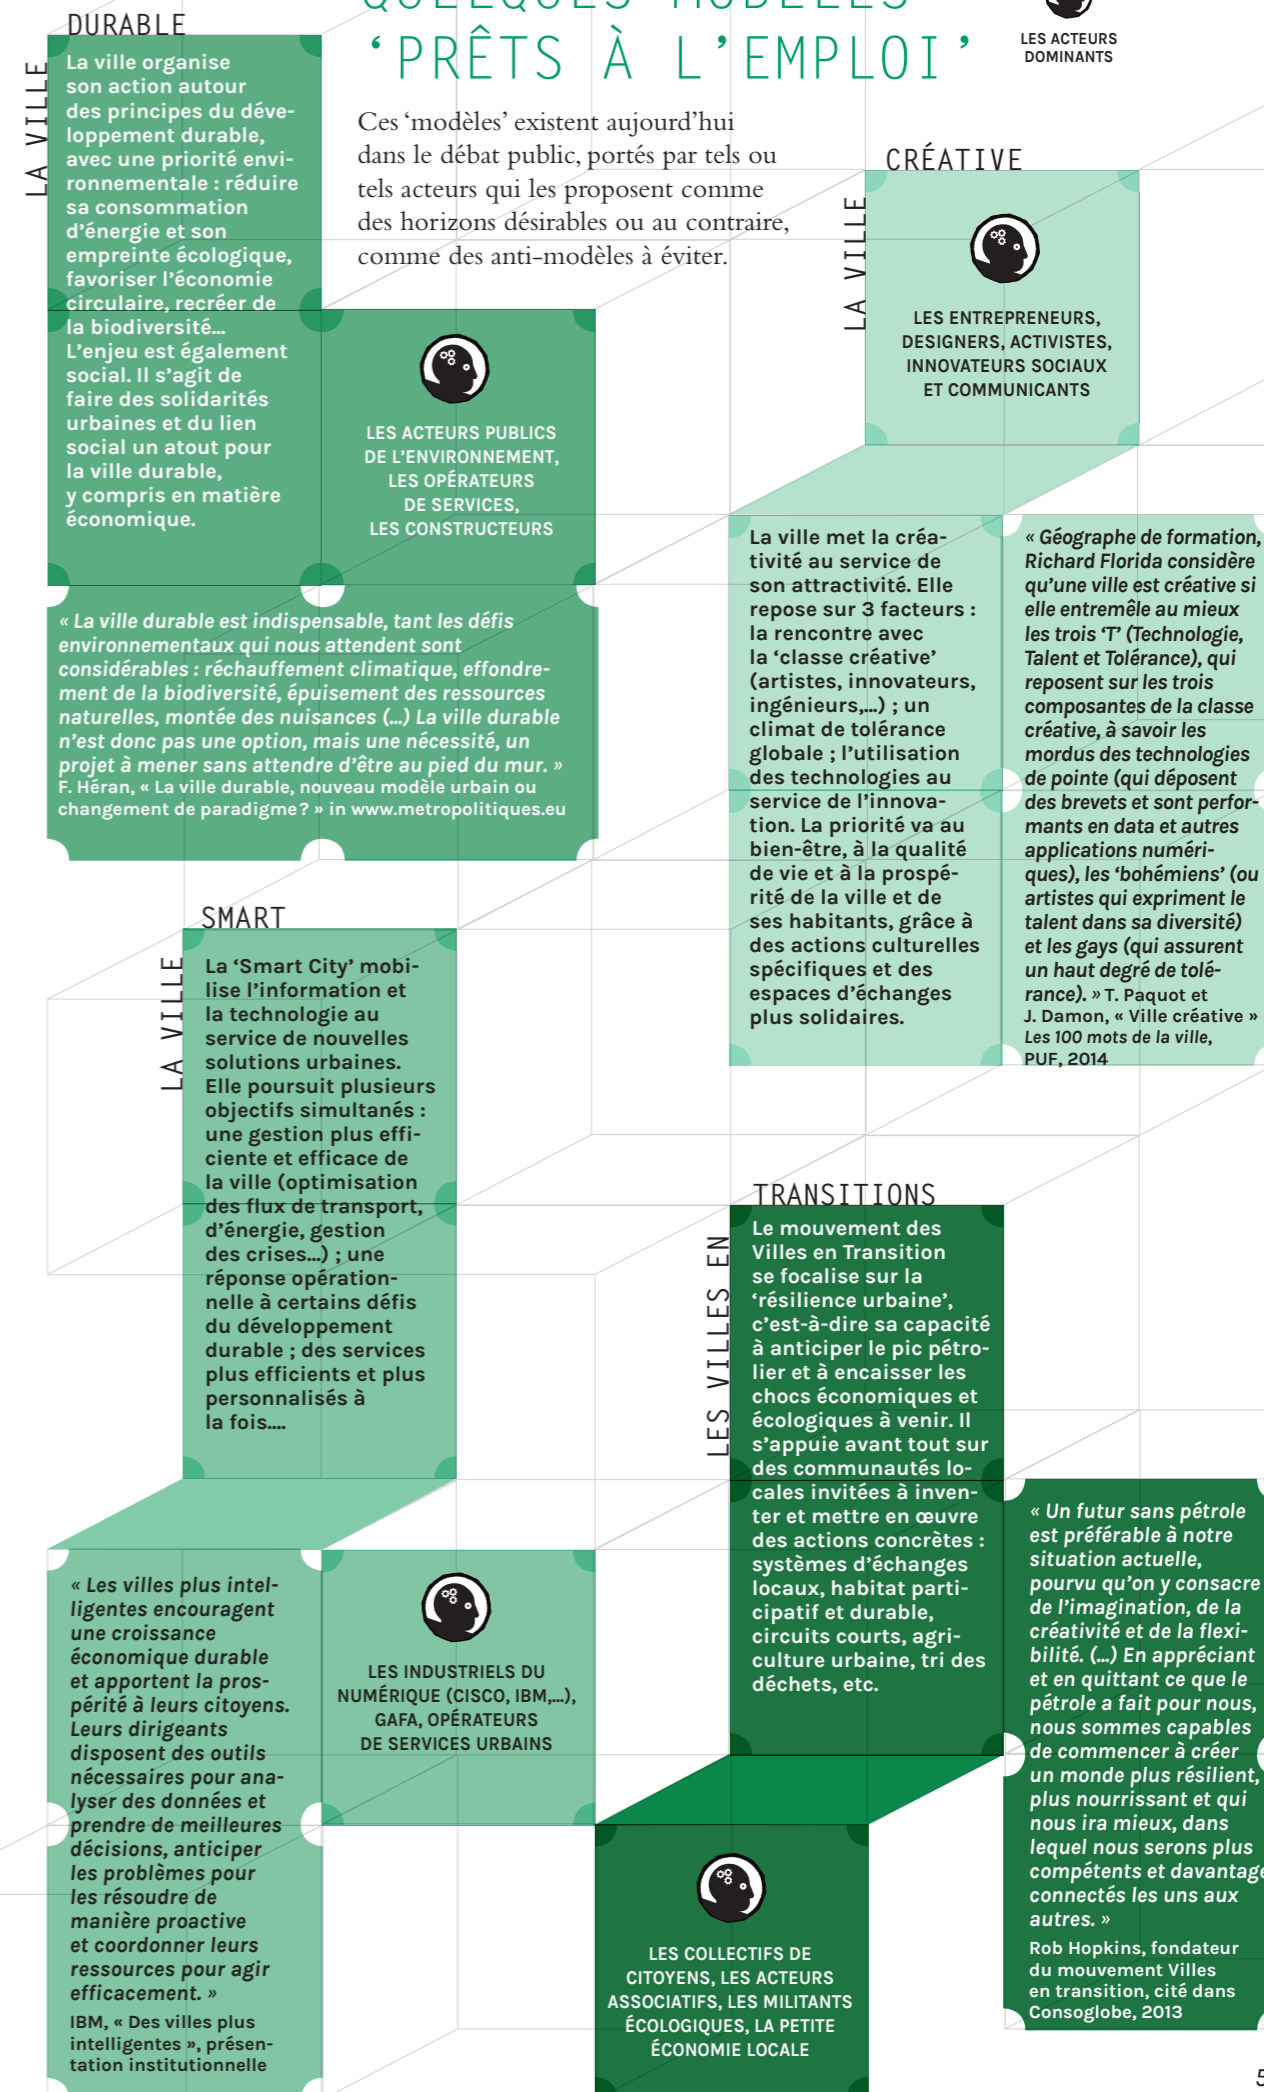 QUELQUES MODÈLES
‘PRÊTS À L’EMPLOI’
LES ACTEURS
DOMINANTS
Ces ‘modèles’ existent aujourd’hui
dans le débat public, portés par tels ou
tels acteurs qui les proposent comme
des horizons désirables ou au contraire,
comme des anti-modèles à éviter.
LA VILLE
DURABLE
La ville organise
son action autour
des principes du déve-
loppement durable,
avec une priorité envi-
ronnementale : réduire
sa consommation
d’énergie et son
empreinte écologique,
favoriser l’économie
circulaire, recréer de
la biodiversité...
L’enjeu est également
social. Il s’agit de
faire des solidarités
urbaines et du lien
social un atout pour
la ville durable,
y compris en matière
économique.
LES ACTEURS PUBLICS
DE L’ENVIRONNEMENT,
LES OPÉRATEURS
DE SERVICES,
LES CONSTRUCTEURS
« La ville durable est indispensable, tant les défis
environnementaux qui nous attendent sont
considérables : réchauffement climatique, effondre-
ment de la biodiversité, épuisement des ressources
naturelles, montée des nuisances (...) La ville durable
n’est donc pas une option, mais une nécessité, un
projet à mener sans attendre d’être au pied du mur. »
F. Héran, « La ville durable, nouveau modèle urbain ou
changement de paradigme ? » in www.metropolitiques.eu
LA VILLE
CRÉATIVE
LES ENTREPRENEURS,
DESIGNERS, ACTIVISTES,
INNOVATEURS SOCIAUX
ET COMMUNICANTS
La ville met la créa-
tivité au service de
son attractivité. Elle
repose sur 3 facteurs :
la rencontre avec
la ‘classe créative’
(artistes, innovateurs,
ingénieurs,...) ; un
climat de tolérance
globale ; l’utilisation
des technologies au
service de l’innova-
tion. La priorité va au
bien-être, à la qualité
de vie et à la prospé-
rité de la ville et de
ses habitants, grâce à
des actions culturelles
spécifiques et des
espaces d’échanges
plus solidaires.
« Géographe de formation,
Richard Florida considère
qu’une ville est créative si
elle entremêle au mieux
les trois ‘T’ (Technologie,
Talent et Tolérance), qui
reposent sur les trois
composantes de la classe
créative, à savoir les
mordus des technologies
de pointe (qui déposent
des brevets et sont perfor-
mants en data et autres
applications numéri-
ques), les ‘bohémiens’ (ou
artistes qui expriment le
talent dans sa diversité)
et les gays (qui assurent
un haut degré de tolé-
rance). » T. Paquot et
J. Damon, « Ville créative »
Les 100 mots de la ville,
PUF, 2014
LA VILLE
SMART
La ‘Smart City’ mobi-
lise l’information et
la technologie au
service de nouvelles
solutions urbaines.
Elle poursuit plusieurs
objectifs simultanés :
une gestion plus effi-
ciente et efficace de
la ville (optimisation
des flux de transport,
d’énergie, gestion
des crises...) ; une
réponse opération-
nelle à certains défis
du développement
durable ; des services
plus efficients et plus
personnalisés à
la fois....
« Les villes plus intel-
ligentes encouragent
une croissance
économique durable
et apportent la pros-
périté à leurs citoyens.
Leurs dirigeants
disposent des outils
nécessaires pour ana-
lyser des données et
prendre de meilleures
décisions, anticiper
les problèmes pour
les résoudre de
manière proactive
et coordonner leurs
ressources pour agir
efficacement. »
IBM, « Des villes plus
intelligentes », présen-
tation institutionnelle
LES INDUSTRIELS DU
NUMÉRIQUE (CISCO, IBM,...),
GAFA, OPÉRATEURS
DE SERVICES URBAINS
LES VILLES EN
TRANSITIONS
Le mouvement des
Villes en Transition
se focalise sur la
‘résilience urbaine’,
c’est-à-dire sa capacité
à anticiper le pic pétro-
lier et à encaisser les
chocs économiques et
écologiques à venir. Il
s’appuie avant tout sur
des communautés lo-
cales invitées à inven-
ter et mettre en œuvre
des actions concrètes :
systèmes d’échanges
locaux, habitat parti-
cipatif et durable,
circuits courts, agri-
culture urbaine, tri des
déchets, etc.
LES COLLECTIFS DE
CITOYENS, LES ACTEURS
ASSOCIATIFS, LES MILITANTS
ÉCOLOGIQUES, LA PETITE
ÉCONOMIE LOCALE
« Un futur sans pétrole
est préférable à notre
situation actuelle,
pourvu qu’on y consacre
de l’imagination, de la
créativité et de la flexi-
bilité. (...) En appréciant
et en quittant ce que le
pétrole a fait pour nous,
nous sommes capables
de commencer à créer
un monde plus résilient,
plus nourrissant et qui
nous ira mieux, dans
lequel nous serons plus
compétents et davantage
connectés les uns aux
autres. »
Rob Hopkins, fondateur
du mouvement Villes
en transition, cité dans
Consoglobe, 2013